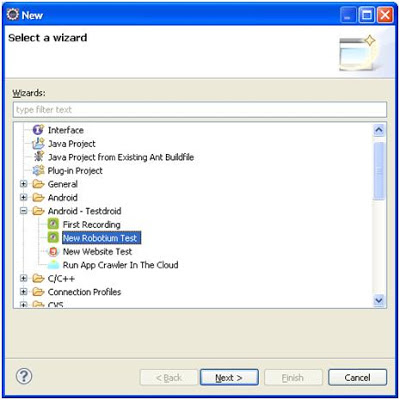 New
Select a wizard
Wizards:
type filter text
Interface
Java Project
Java Project from Existing Ant Buildfile
Plug-in Project
General
Android
Android - Testdroid
First Recording
New Robotium Test
New Website Test
Run App Crawler In The Cloud
C/C++
Connection Profiles
CVS
< Back
Next >
Finish
Cancel